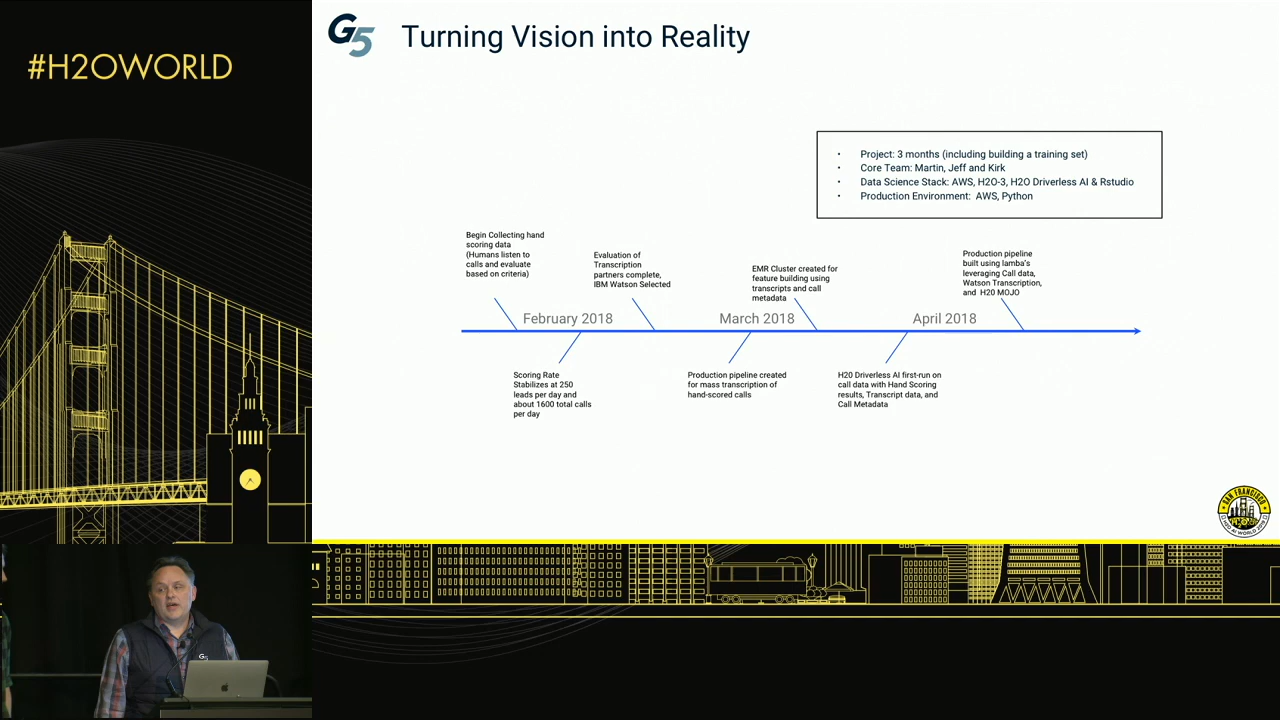 #H2OWORLD
G5
Turning Vision into Reality
• Project: 3 months (including building a training set)
• Core Team: Martin, Jeff and Kirk
• Data Science Stack: AWS, H2O-3, H2O Driverless AI & Rstudio
• Production Environment: AWS, Python
Begin Collecting hand
scoring data
(Humans listen to
calls and evaluate
based on criteria)
Evaluation of
Transcription
partners complete,
IBM Watson Selected
EMR Cluster created for
feature building using
transcripts and call
metadata
Production pipeline
built using lamba's
leveraging Call data,
Watson Transcription,
and H20 MOJO
February 2018
March 2018
April 2018
Scoring Rate
Stabilizes at 250
leads per day and
about 1600 total calls
per day
Production pipeline created
for mass transcription of
hand-scored calls
H20 Driverless AI first-run on
call data with Hand Scoring
results, Transcript data, and
Call Metadata
SAN FRANCISCO
G5